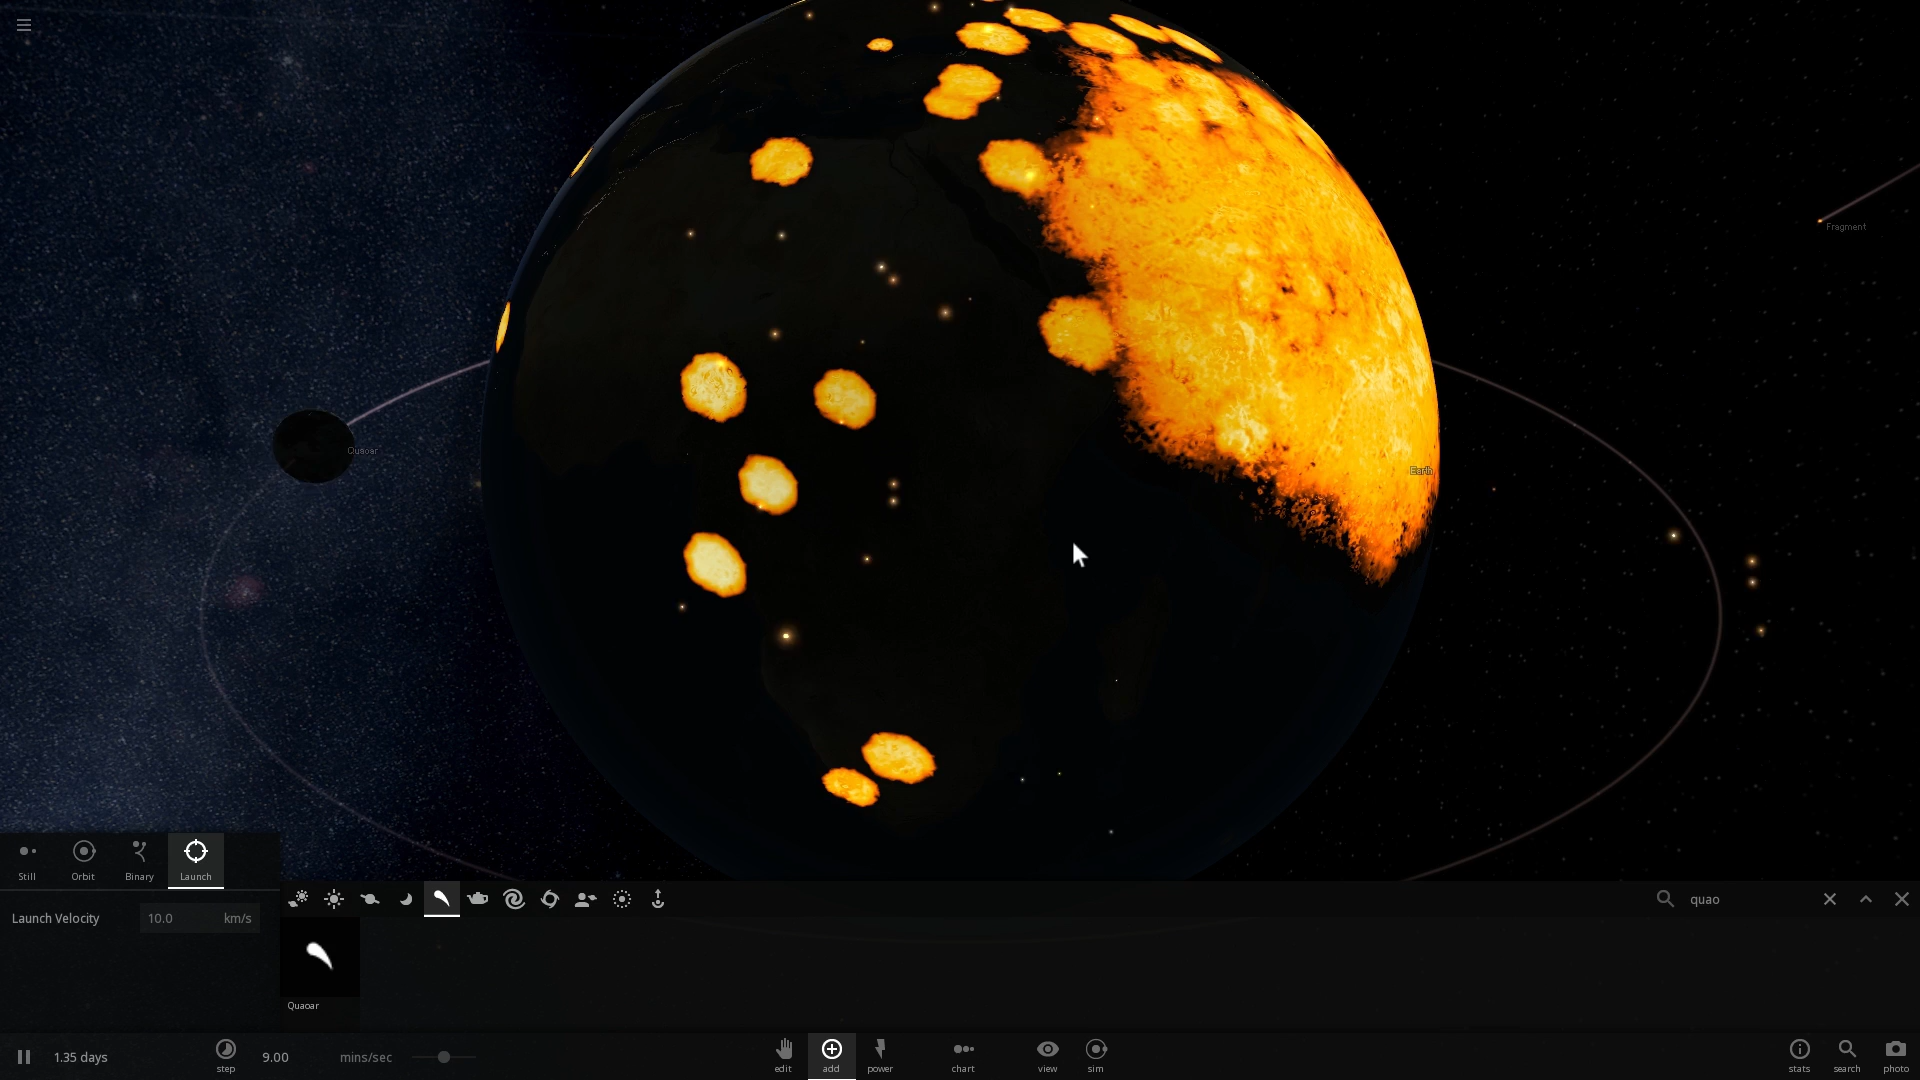 Fragment
Quaoar
Earth
Still
Orbit
Binary
Launch
Launch Velocity
10.0 km/s
quao
Quaoar
1.35 days
step
9.00 mins/sec
edit
add
power
chart
view
sim
stats
search
photo